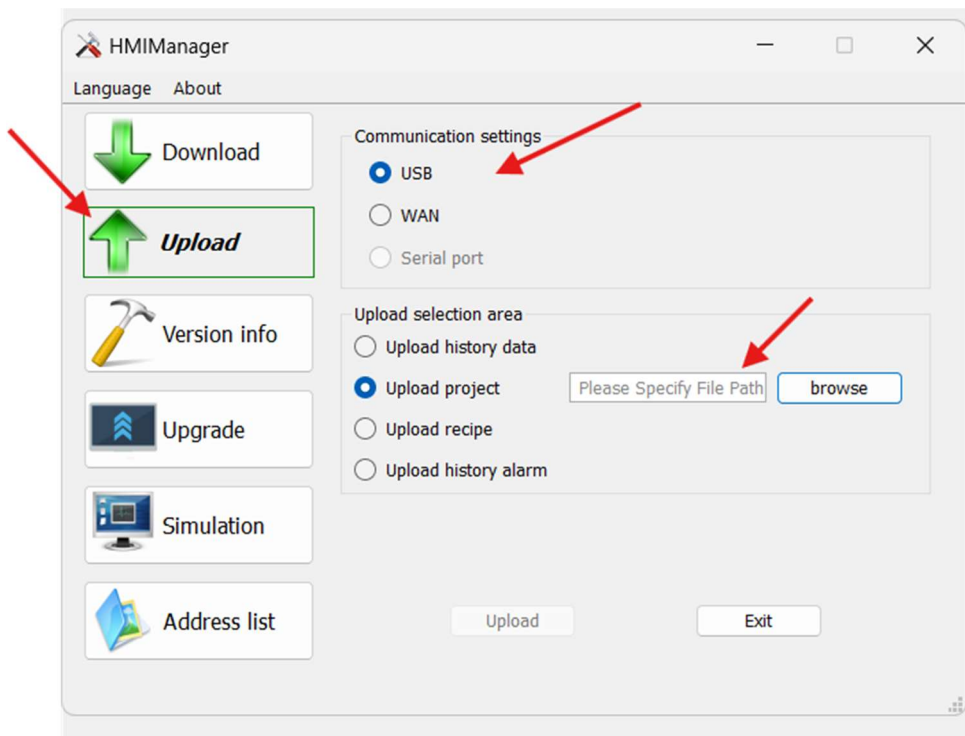 HMIManager
Language About
Download
Upload
Version info
Upgrade
Simulation
Address list
Communication settings
USB
WAN
Serial port
Upload selection area
Upload history data
Upload project Please Specify File Path browse
Upload recipe
Upload history alarm
Upload Exit